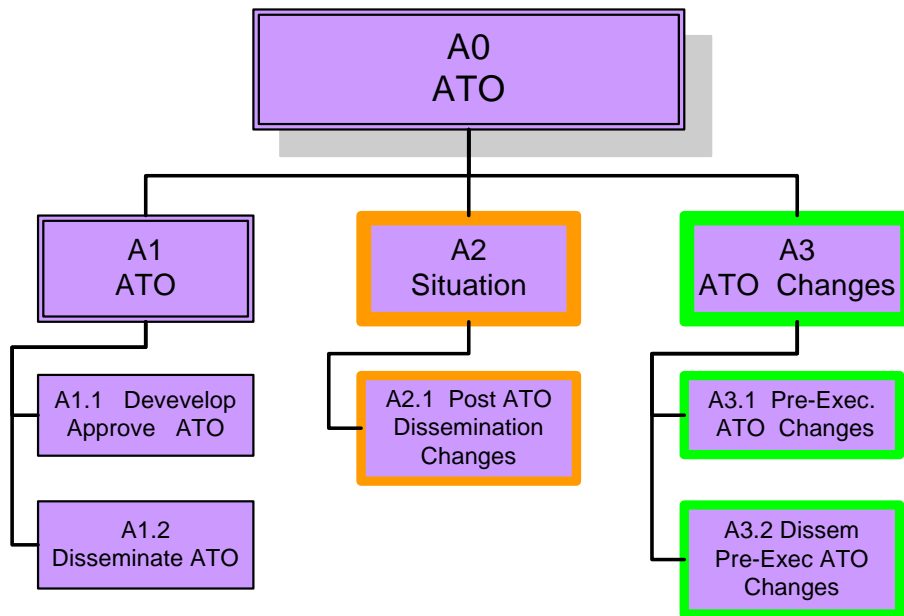 A0
ATO
A1
ATO
A2
Situation
A3
ATO Changes
A1.1 Devevelop
Approve ATO
A2.1 Post ATO
Dissemination
Changes
A3.1 Pre-Exec.
ATO Changes
A1.2
Disseminate ATO
A3.2 Dissem
Pre-Exec ATO
Changes